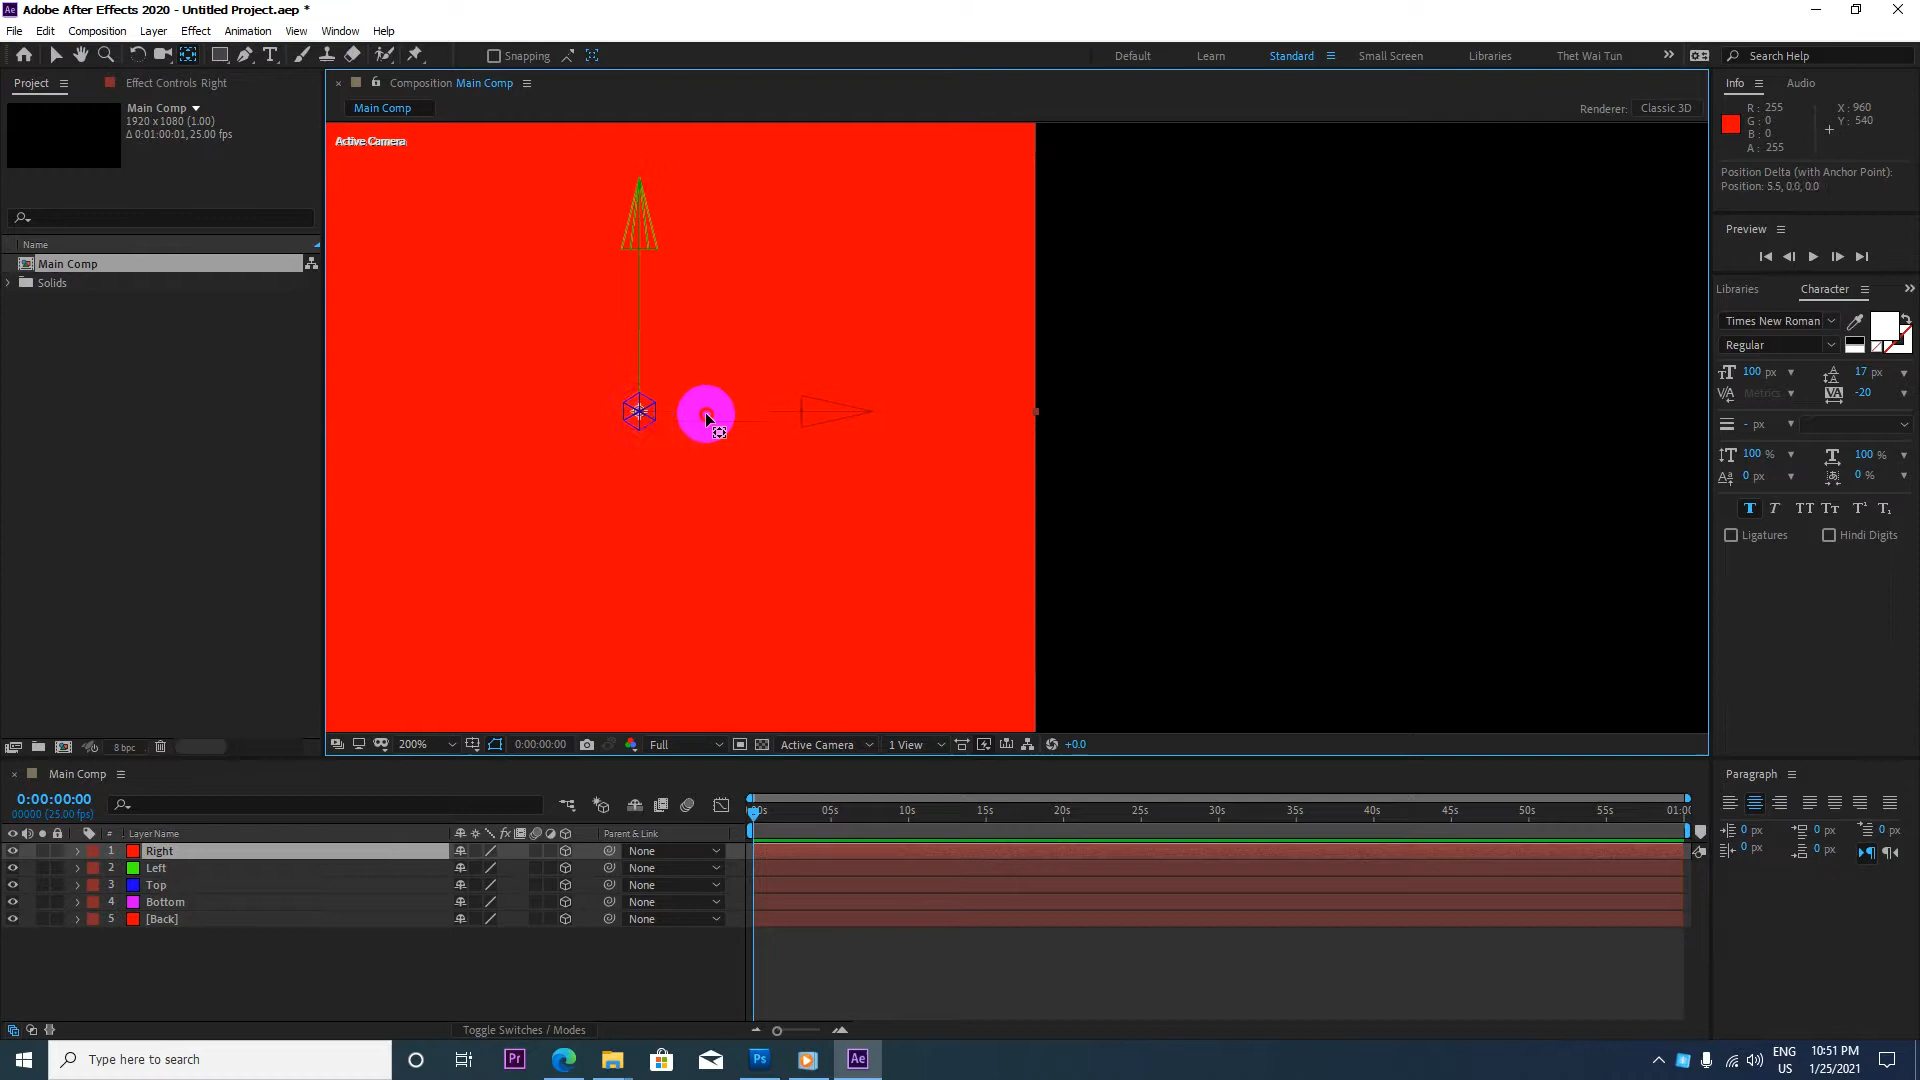 Adobe After Effects 2020 - Untitled Project.aep *
File Edit Composition Layer Effect Animation View Window Help
Snapping
Default Learn Standard Small Screen Libraries Thet Wai Tun
Search Help
Project Effect Controls Right
Main Comp
1920 x 1080 (1.00)
Δ 0:01:00:01, 25.00 fps
Name
Main Comp
Solids
8 bpc
Composition Main Comp
Main Comp
Renderer: Classic 3D
Active Camera
200% 0:00:00:00 Full Active Camera 1 View +0.0
Info Audio
R: 255 X: 960
G: 0 Y: 540
B: 0
A: 255
Position Delta (with Anchor Point):
Position: 5.5, 0.0, 0.0
Preview
Libraries Character
Times New Roman
Regular
100 px 17 px
Metrics -20
- px
100 % 100 %
0 px 0 %
T T TT Tт T¹ T₁
Ligatures Hindi Digits
Main Comp
0:00:00:00
00000 (25.00 fps)
:00s 05s 10s 15s 20s 25s 30s 35s 40s 45s 50s 55s 01:00
# Layer Name Parent & Link
1 Right None
2 Left None
3 Top None
4 Bottom None
5 [Back] None
Toggle Switches / Modes
Paragraph
0 px 0 px 0 px
0 px 0 px
Type here to search
Pr Ps Ae
ENG
US
10:51 PM
1/25/2021